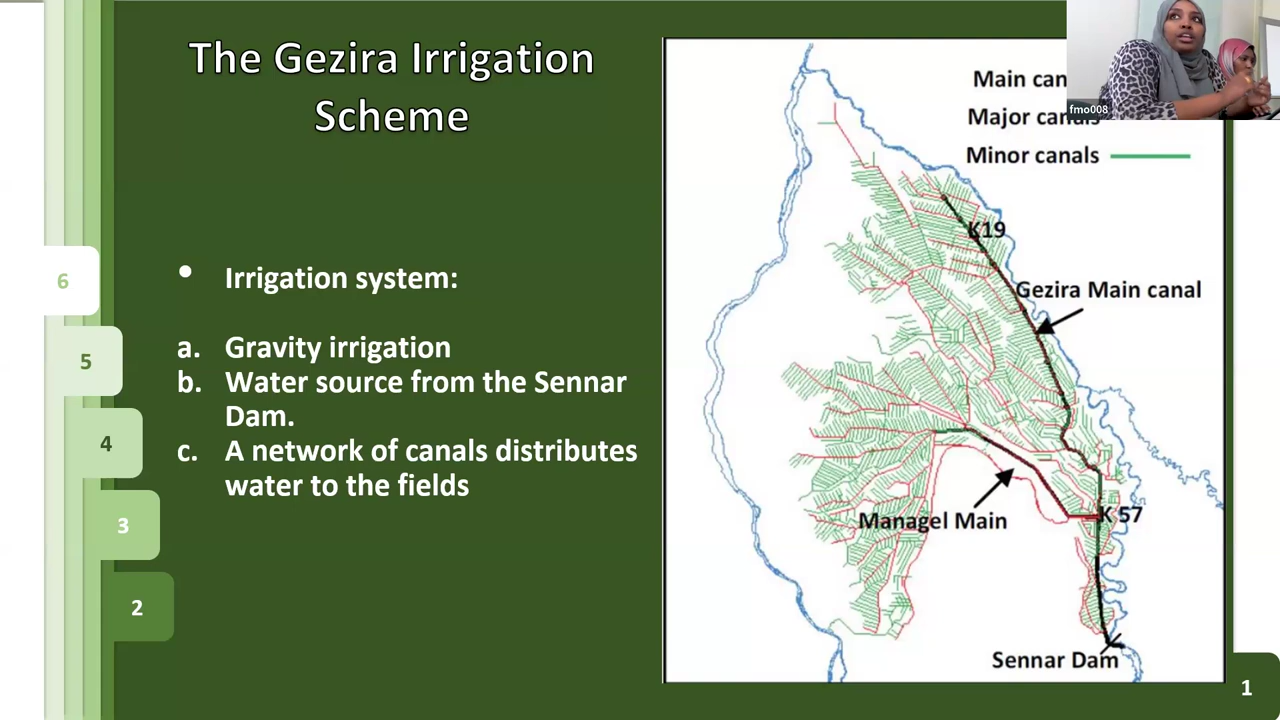 The Gezira Irrigation
Scheme
• Irrigation system:
a. Gravity irrigation
b. Water source from the Sennar
Dam.
c. A network of canals distributes
water to the fields
6
5
4
3
2
Main can
Major canals
Minor canals
fmo008
K19
Gezira Main canal
Managel Main
K 57
Sennar Dam
1